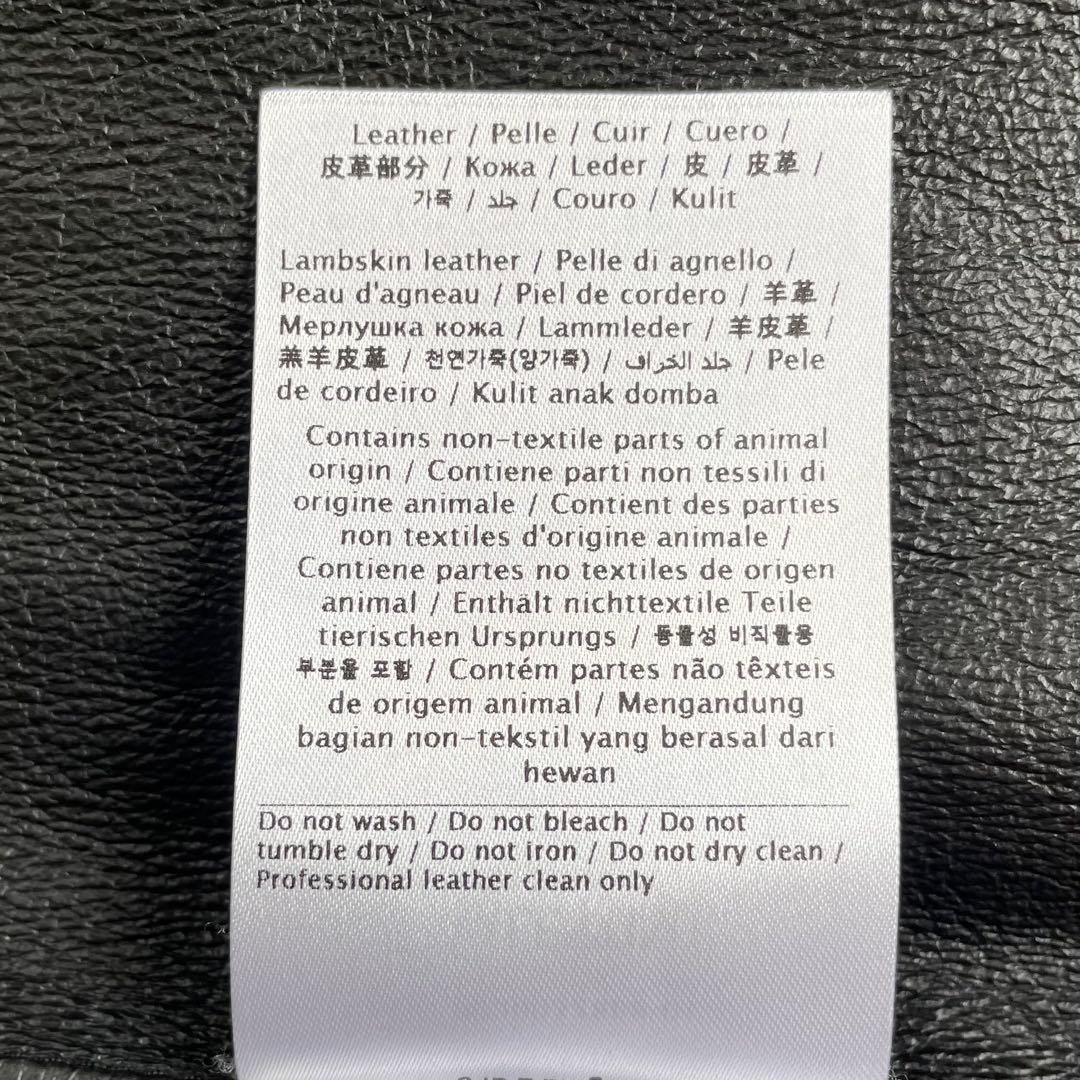 Leather / Pelle / Cuir / Cuero /
皮革部分 / Кожа / Leder / 皮 / 皮革 /
가죽 / جلد / Couro / Kulit
Lambskin leather / Pelle di agnello /
Peau d'agneau / Piel de cordero / 羊革 /
Мерлушка кожа / Lammleder / 羊皮革 /
羔羊皮革 / 천연가죽(양가죽) / جلد الخراف / Pele
de cordeiro / Kulit anak domba
Contains non-textile parts of animal
origin / Contiene parti non tessili di
origine animale / Contient des parties
non textiles d'origine animale /
Contiene partes no textiles de origen
animal / Enthält nichttextile Teile
tierischen Ursprungs / 동물성 비직물용
부분을 포함 / Contém partes não têxteis
de origem animal / Mengandung
bagian non-tekstil yang berasal dari
hewan
Do not wash / Do not bleach / Do not
tumble dry / Do not iron / Do not dry clean /
Professional leather clean only